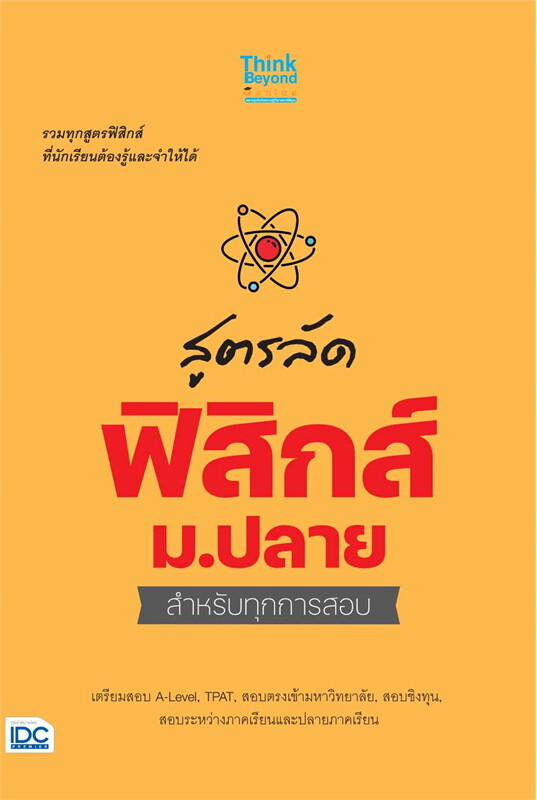 Think
Beyond
Genius
รวมทุกสูตรฟิสิกส์
ที่นักเรียนต้องรู้และจำให้ได้
สูตรลัด
ฟิสิกส์
ม.ปลาย
สำหรับทุกการสอบ
เตรียมสอบ A-Level, TPAT, สอบตรงเข้ามหาวิทยาลัย, สอบชิงทุน,
สอบระหว่างภาคเรียนและปลายภาคเรียน
IDC
PREMIER